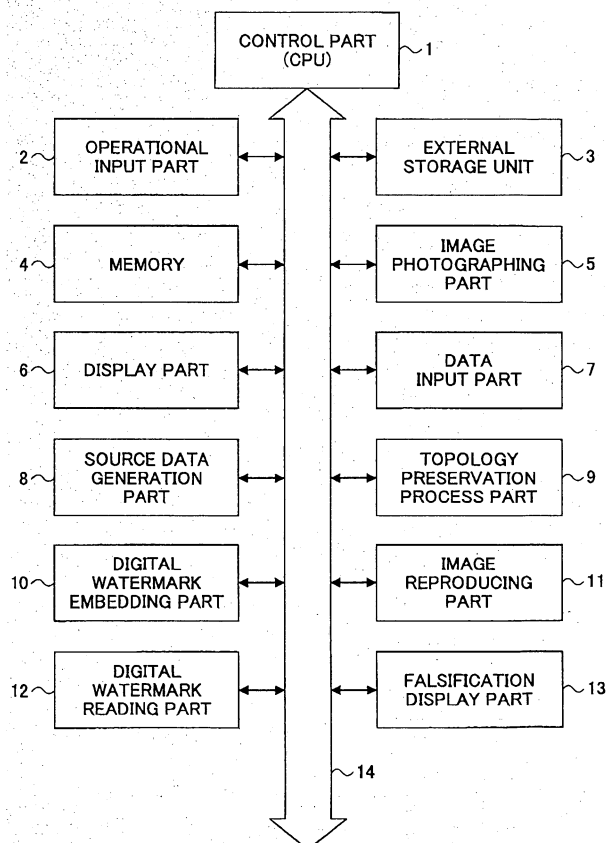 CONTROL PART
(CPU)
1
2
OPERATIONAL
INPUT PART
EXTERNAL
STORAGE UNIT
3
4
MEMORY
IMAGE
PHOTOGRAPHING
PART
5
6
DISPLAY PART
DATA
INPUT PART
7
8
SOURCE DATA
GENERATION
PART
TOPOLOGY
PRESERVATION
PROCESS PART
9
10
DIGITAL
WATERMARK
EMBEDDING PART
IMAGE
REPRODUCING
PART
11
12
DIGITAL
WATERMARK
READING PART
FALSIFICATION
DISPLAY PART
13
14